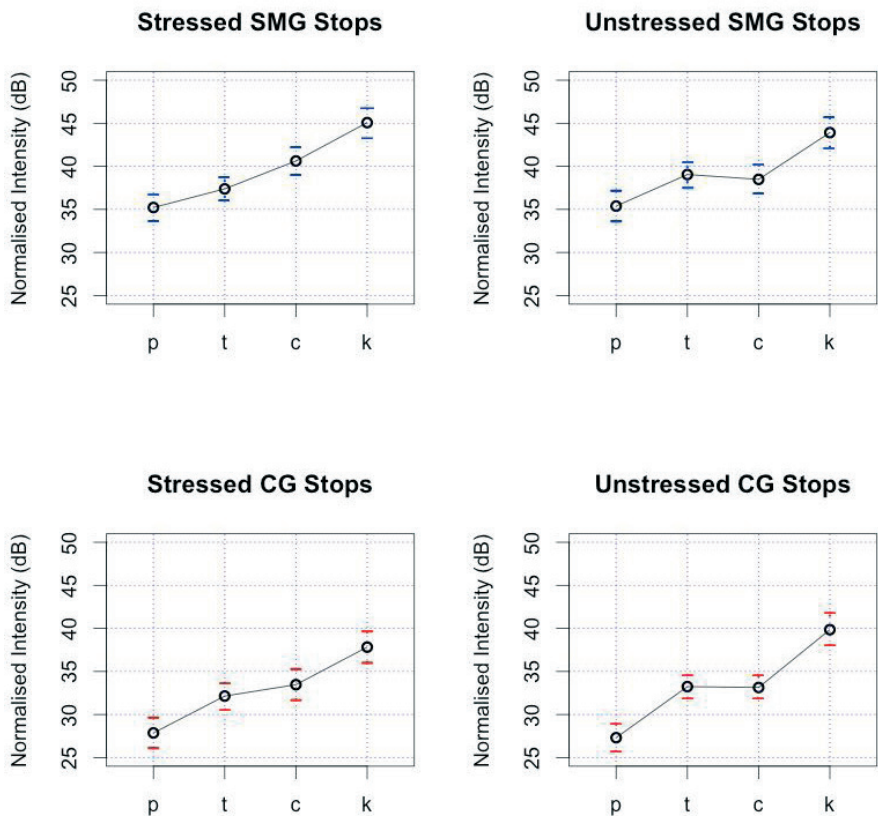 Stressed SMG Stops
Normalised Intensity (dB)
50
45
40
35
30
25
p t c k
Unstressed SMG Stops
Normalised Intensity (dB)
50
45
40
35
30
25
p t c k
Stressed CG Stops
Normalised Intensity (dB)
50
45
40
35
30
25
p t c k
Unstressed CG Stops
Normalised Intensity (dB)
50
45
40
35
30
25
p t c k